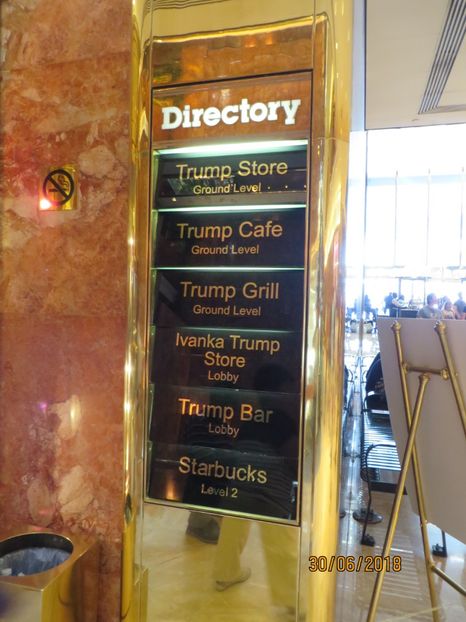 Directory
Trump Store
Ground Level
Trump Cafe
Ground Level
Trump Grill
Ground Level
Ivanka Trump
Store
Lobby
Trump Bar
Lobby
Starbucks
Level 2
30/06/2018